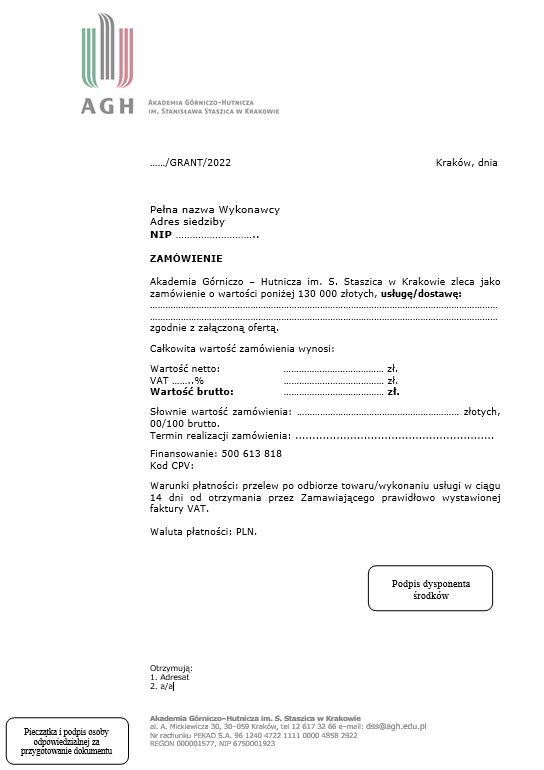 AGH
AKADEMIA GÓRNICZO-HUTNICZA
IM. STANISŁAWA STASZICA W KRAKOWIE
……/GRANT/2022 Kraków, dnia
Pełna nazwa Wykonawcy
Adres siedziby
NIP ……………………..
ZAMÓWIENIE
Akademia Górniczo – Hutnicza im. S. Staszica w Krakowie zleca jako
zamówienie o wartości poniżej 130 000 złotych, usługę/dostawę:
……………………………………………………………………………………………………
……………………………………………………………………………………………………
zgodnie z załączoną ofertą.
Całkowita wartość zamówienia wynosi:
Wartość netto: ………………………………… zł.
VAT ……..% ………………………………… zł.
Wartość brutto: ………………………………… zł.
Słownie wartość zamówienia: ……………………………………………………… złotych,
00/100 brutto.
Termin realizacji zamówienia: ..........................................................
Finansowanie: 500 613 818
Kod CPV:
Warunki płatności: przelew po odbiorze towaru/wykonaniu usługi w ciągu
14 dni od otrzymania przez Zamawiającego prawidłowo wystawionej
faktury VAT.
Waluta płatności: PLN.
Podpis dysponenta
środków
Otrzymują:
1. Adresat
2. a/a
Pieczątka i podpis osoby
odpowiedzialnej za
przygotowanie dokumentu
Akademia Górniczo-Hutnicza im. S. Staszica w Krakowie
al. A. Mickiewicza 30, 30-059 Kraków, tel 12 617 32 66 e-mail: dss@agh.edu.pl
Nr rachunku PEKAO S.A. 96 1240 4722 1111 0000 4858 2922
REGON 000001577, NIP 6750001923